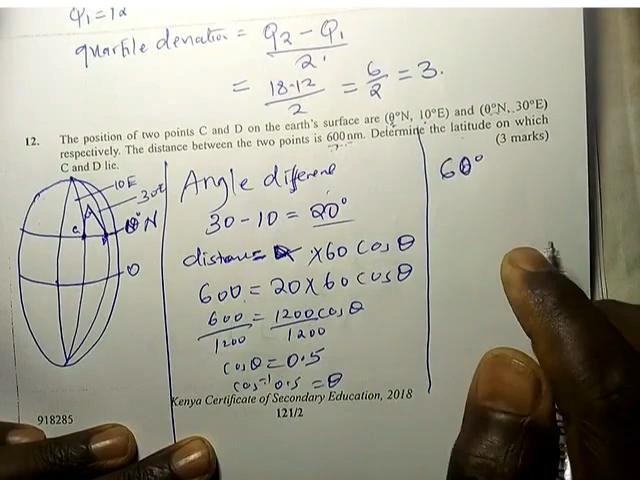 φ₁ = 12
quartile deviation = Q2 - Q1 / 2
= 18-12 / 2 = 6/2 = 3.
12. The position of two points C and D on the earth's surface are (θ°N, 10°E) and (θ°N, 30°E)
respectively. The distance between the two points is 600 nm. Determine the latitude on which
C and D lie. (3 marks)
10E
30E
θ°N
C
0
Angle difference
30 - 10 = 20°
distance = α × 60 cos θ
600 = 20 × 60 cos θ
600/1200 = 1200 cos θ/1200
cos θ = 0.5
cos⁻¹ 0.5 = θ
60°
Kenya Certificate of Secondary Education, 2018
918285
121/2